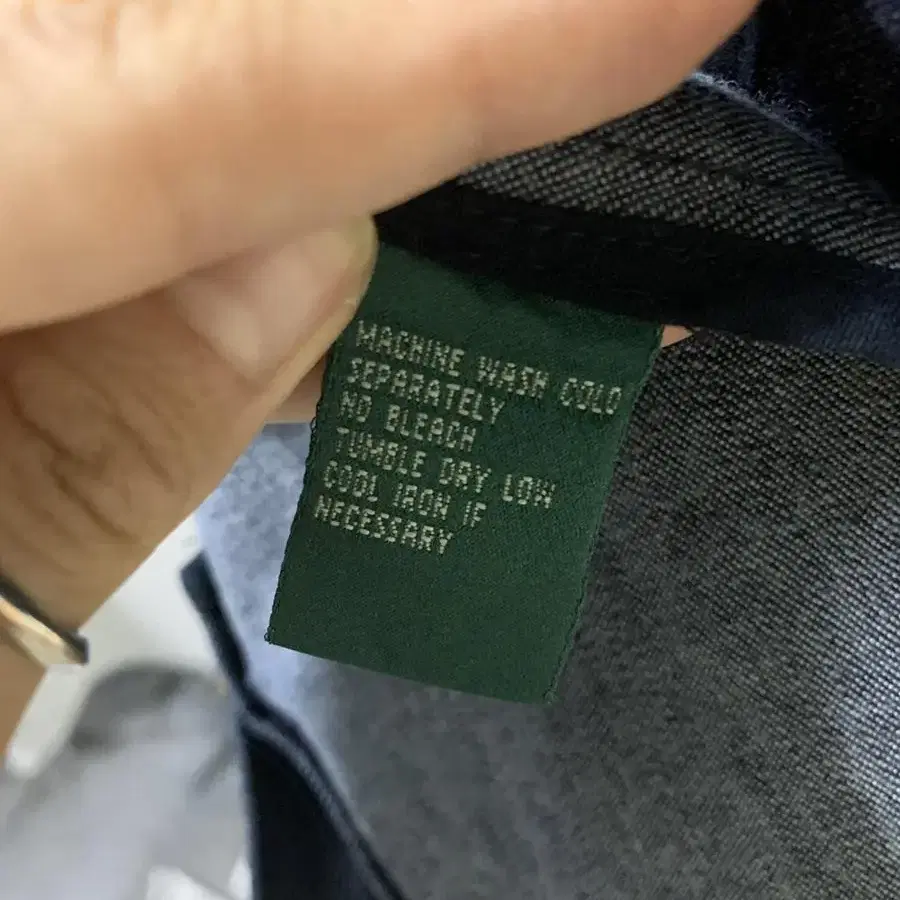 MACHINE WASH COLD
SEPARATELY
NO BLEACH
TUMBLE DRY LOW
COOL IRON IF
NECESSARY